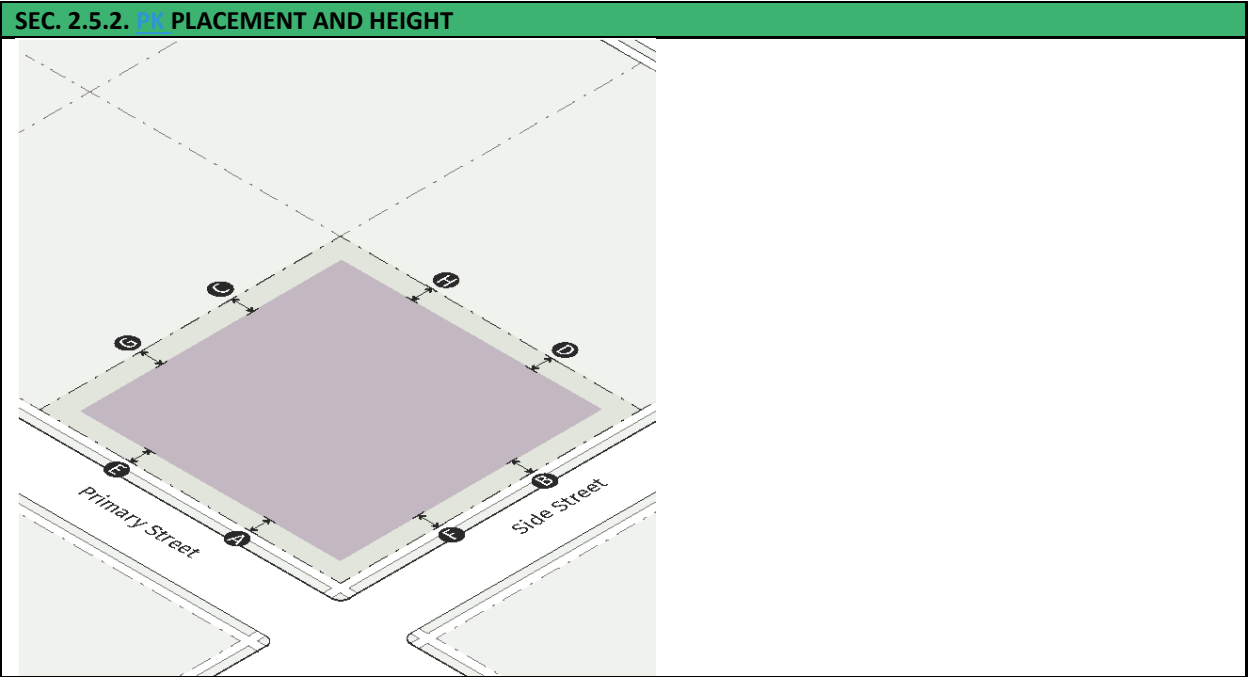 SEC. 2.5.2. PK PLACEMENT AND HEIGHT
H
C
G
D
E
B
Primary Street
Side Street
A
F